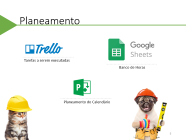 Planeamento
Trello
Google
Sheets
Tarefas a serem executadas
Banco de Horas
Planeamento do Calendário